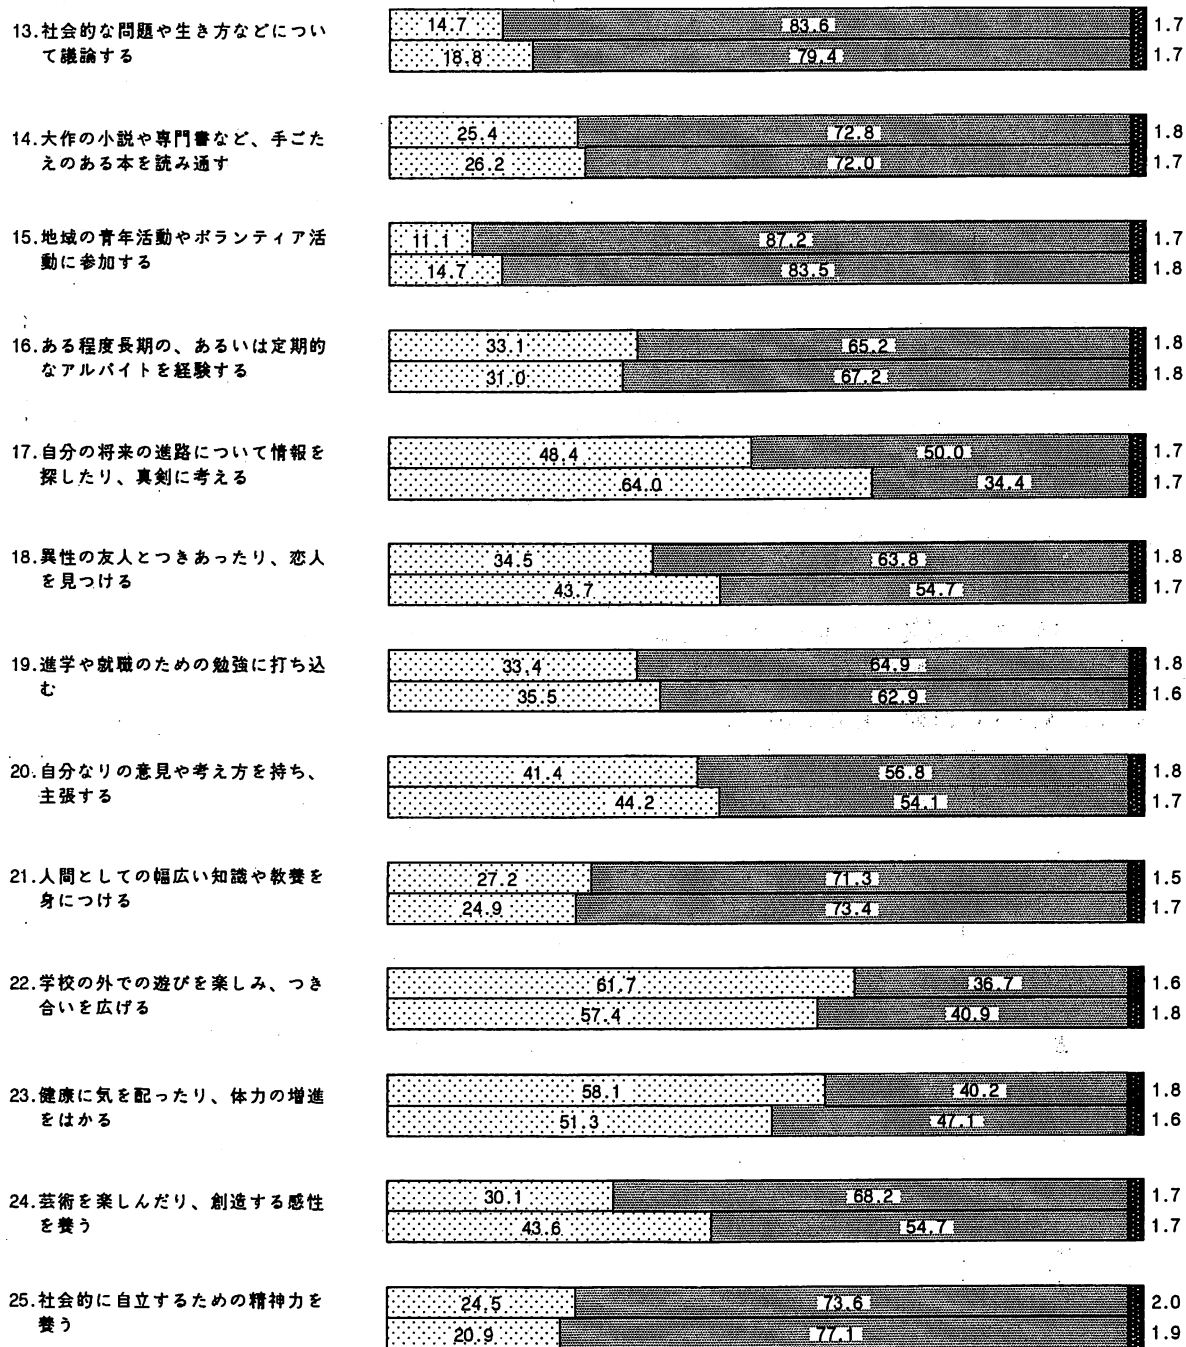 13.社会的な問題や生き方などについ
て議論する
14.7 83.6 1.7
18.8 79.4 1.7
14.大作の小説や専門書など、手ごた
えのある本を読み通す
25.4 72.8 1.8
26.2 72.0 1.7
15.地域の青年活動やボランティア活
動に参加する
11.1 87.2 1.7
14.7 83.5 1.8
16.ある程度長期の、あるいは定期的
なアルバイトを経験する
33.1 65.2 1.8
31.0 67.2 1.8
17.自分の将来の進路について情報を
探したり、真剣に考える
48.4 50.0 1.7
64.0 34.4 1.7
18.異性の友人とつきあったり、恋人
を見つける
34.5 63.8 1.8
43.7 54.7 1.7
19.進学や就職のための勉強に打ち込
む
33.4 64.9 1.8
35.5 62.9 1.6
20.自分なりの意見や考え方を持ち、
主張する
41.4 56.8 1.8
44.2 54.1 1.7
21.人間としての幅広い知識や教養を
身につける
27.2 71.3 1.5
24.9 73.4 1.7
22.学校の外での遊びを楽しみ、つき
合いを広げる
61.7 36.7 1.6
57.4 40.9 1.8
23.健康に気を配ったり、体力の増進
をはかる
58.1 40.2 1.8
51.3 47.1 1.6
24.芸術を楽しんだり、創造する感性
を養う
30.1 68.2 1.7
43.6 54.7 1.7
25.社会的に自立するための精神力を
養う
24.5 73.6 2.0
20.9 77.1 1.9